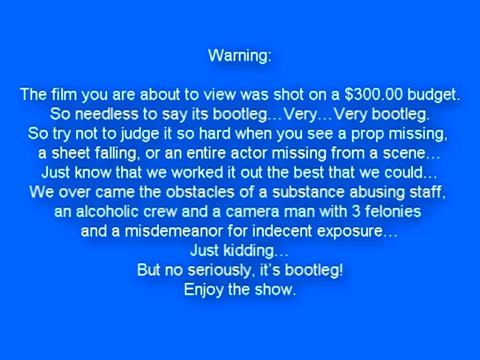 Warning:
The film you are about to view was shot on a $300.00 budget.
So needless to say its bootleg…Very…Very bootleg.
So try not to judge it so hard when you see a prop missing,
a sheet falling, or an entire actor missing from a scene…
Just know that we worked it out the best that we could…
We over came the obstacles of a substance abusing staff,
an alcoholic crew and a camera man with 3 felonies
and a misdemeanor for indecent exposure…
Just kidding…
But no seriously, it's bootleg!
Enjoy the show.